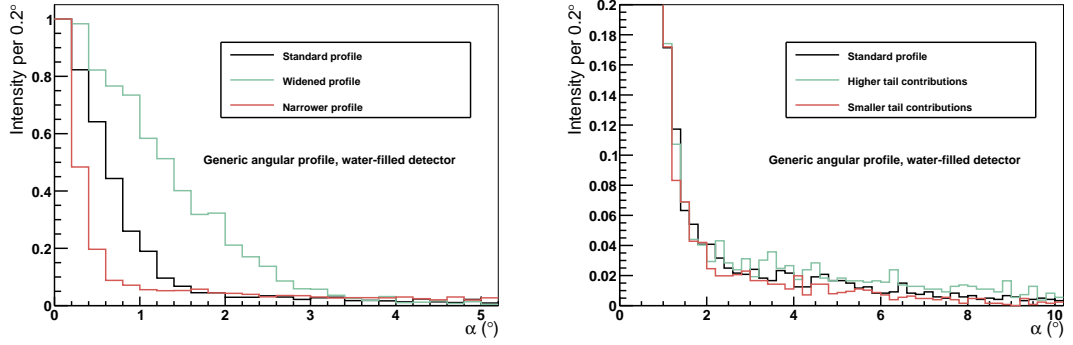 Intensity per 0.2°
1
0.8
0.6
0.4
0.2
0
Standard profile
Widened profile
Narrower profile
Generic angular profile, water-filled detector
0 1 2 3 4 5
α (°)
Intensity per 0.2°
0.2
0.18
0.16
0.14
0.12
0.1
0.08
0.06
0.04
0.02
0
Standard profile
Higher tail contributions
Smaller tail contributions
Generic angular profile, water-filled detector
0 2 4 6 8 10
α (°)